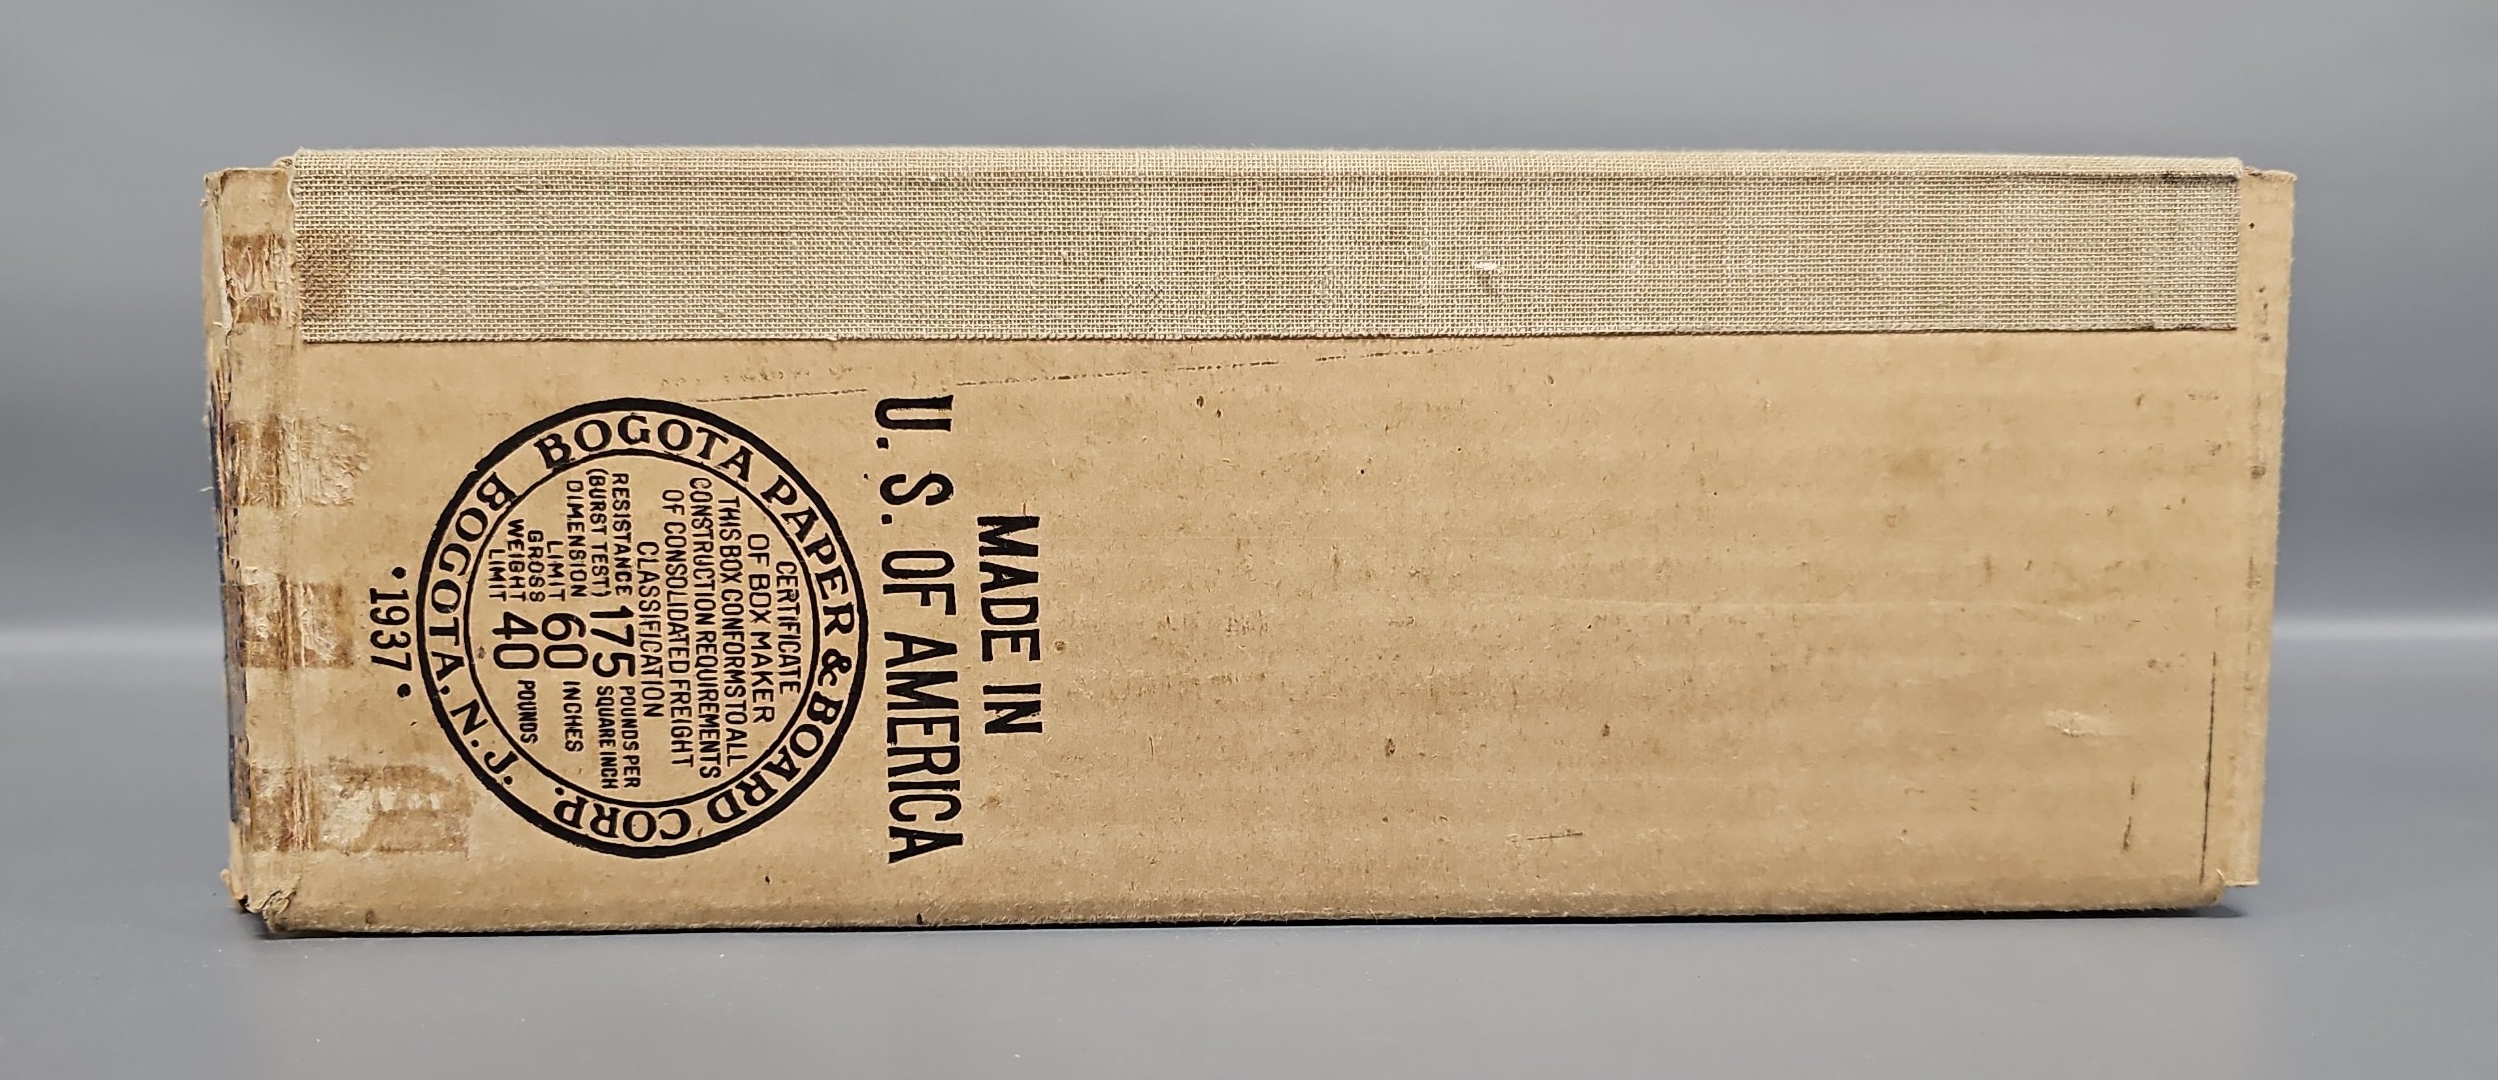 MADE IN
U. S. OF AMERICA
BOGOTA PAPER & BOARD CORP.
BOGOTA, N. J.
CERTIFICATE
OF BOX MAKER
THIS BOX CONFORMS TO ALL
CONSTRUCTION REQUIREMENTS
OF CONSOLIDATED FREIGHT
CLASSIFICATION
RESISTANCE (BURST TEST) 175 POUNDS PER SQUARE INCH
DIMENSION LIMIT 60 INCHES
GROSS WEIGHT LIMIT 40 POUNDS
• 1937 •